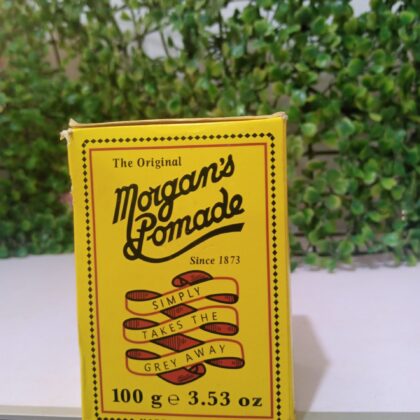 The Original
Morgan's
Pomade
Since 1873
SIMPLY
TAKES THE
GREY AWAY
100 g e 3.53 oz